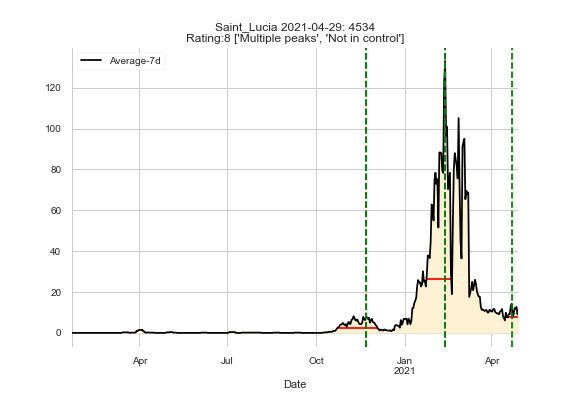 Saint_Lucia 2021-04-29: 4534
Rating:8 ['Multiple peaks', 'Not in control']
Average-7d
120
100
80
60
40
20
0
Apr Jul Oct Jan Apr
2021
Date